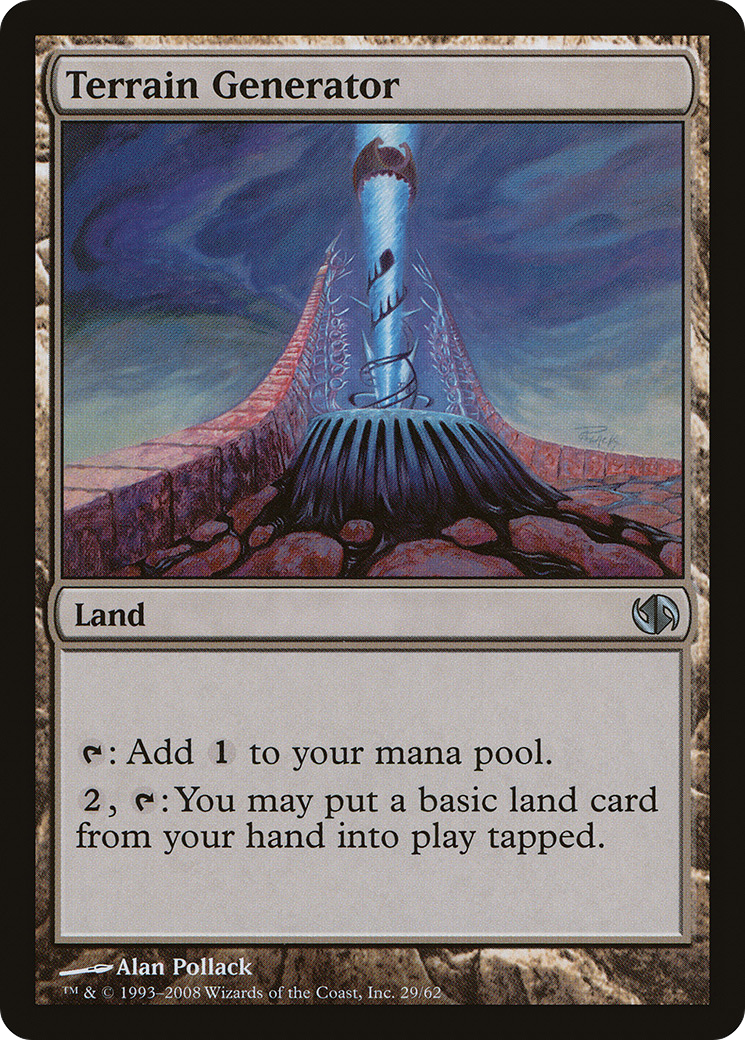 Terrain Generator
Land
: Add 1 to your mana pool.
2, : You may put a basic land card
from your hand into play tapped.
Alan Pollack
™ & © 1993–2008 Wizards of the Coast, Inc. 29/62